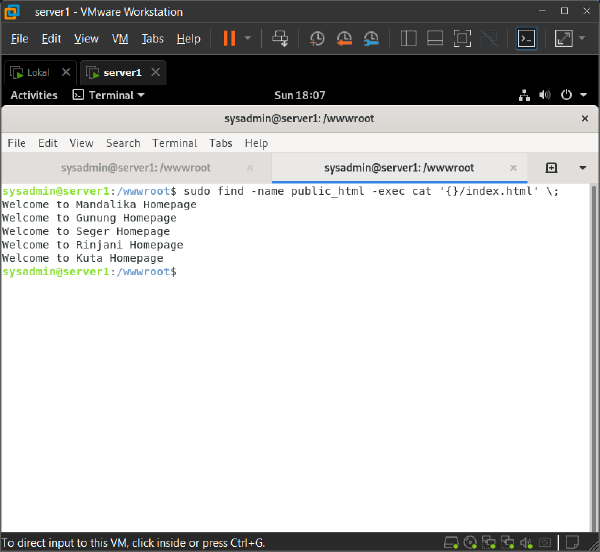 server1 - VMware Workstation
File Edit View VM Tabs Help
Lokal server1
Activities Terminal Sun 18:07
sysadmin@server1: /wwwroot
File Edit View Search Terminal Tabs Help
sysadmin@server1: /wwwroot sysadmin@server1: /wwwroot
sysadmin@server1:/wwwroot$ sudo find -name public_html -exec cat '{}/index.html' \;
Welcome to Mandalika Homepage
Welcome to Gunung Homepage
Welcome to Seger Homepage
Welcome to Rinjani Homepage
Welcome to Kuta Homepage
sysadmin@server1:/wwwroot$
To direct input to this VM, click inside or press Ctrl+G.